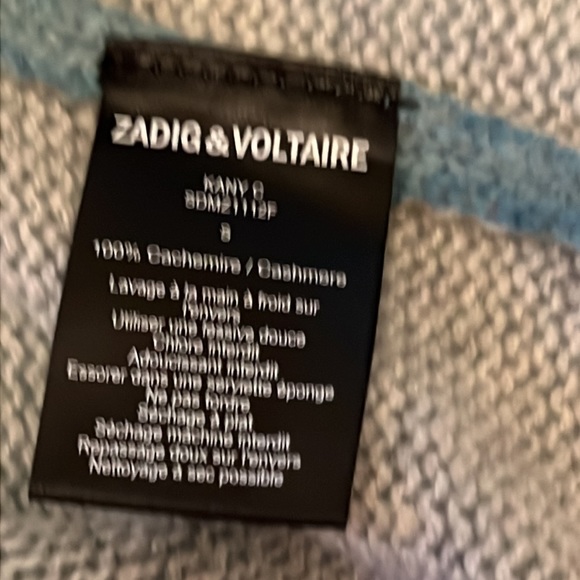 ZADIG & VOLTAIRE
KANY
100% Cachemire / Cashmere
Lavage à la main à froid sur
l'envers
Utiliser une lessive douce
Chlore interdit
Adoucissant interdit
Essorer dans une serviette éponge
Ne pas tordre
Séchage à plat
Séchage machine interdit
Repassage doux sur l'envers
Nettoyage à sec possible